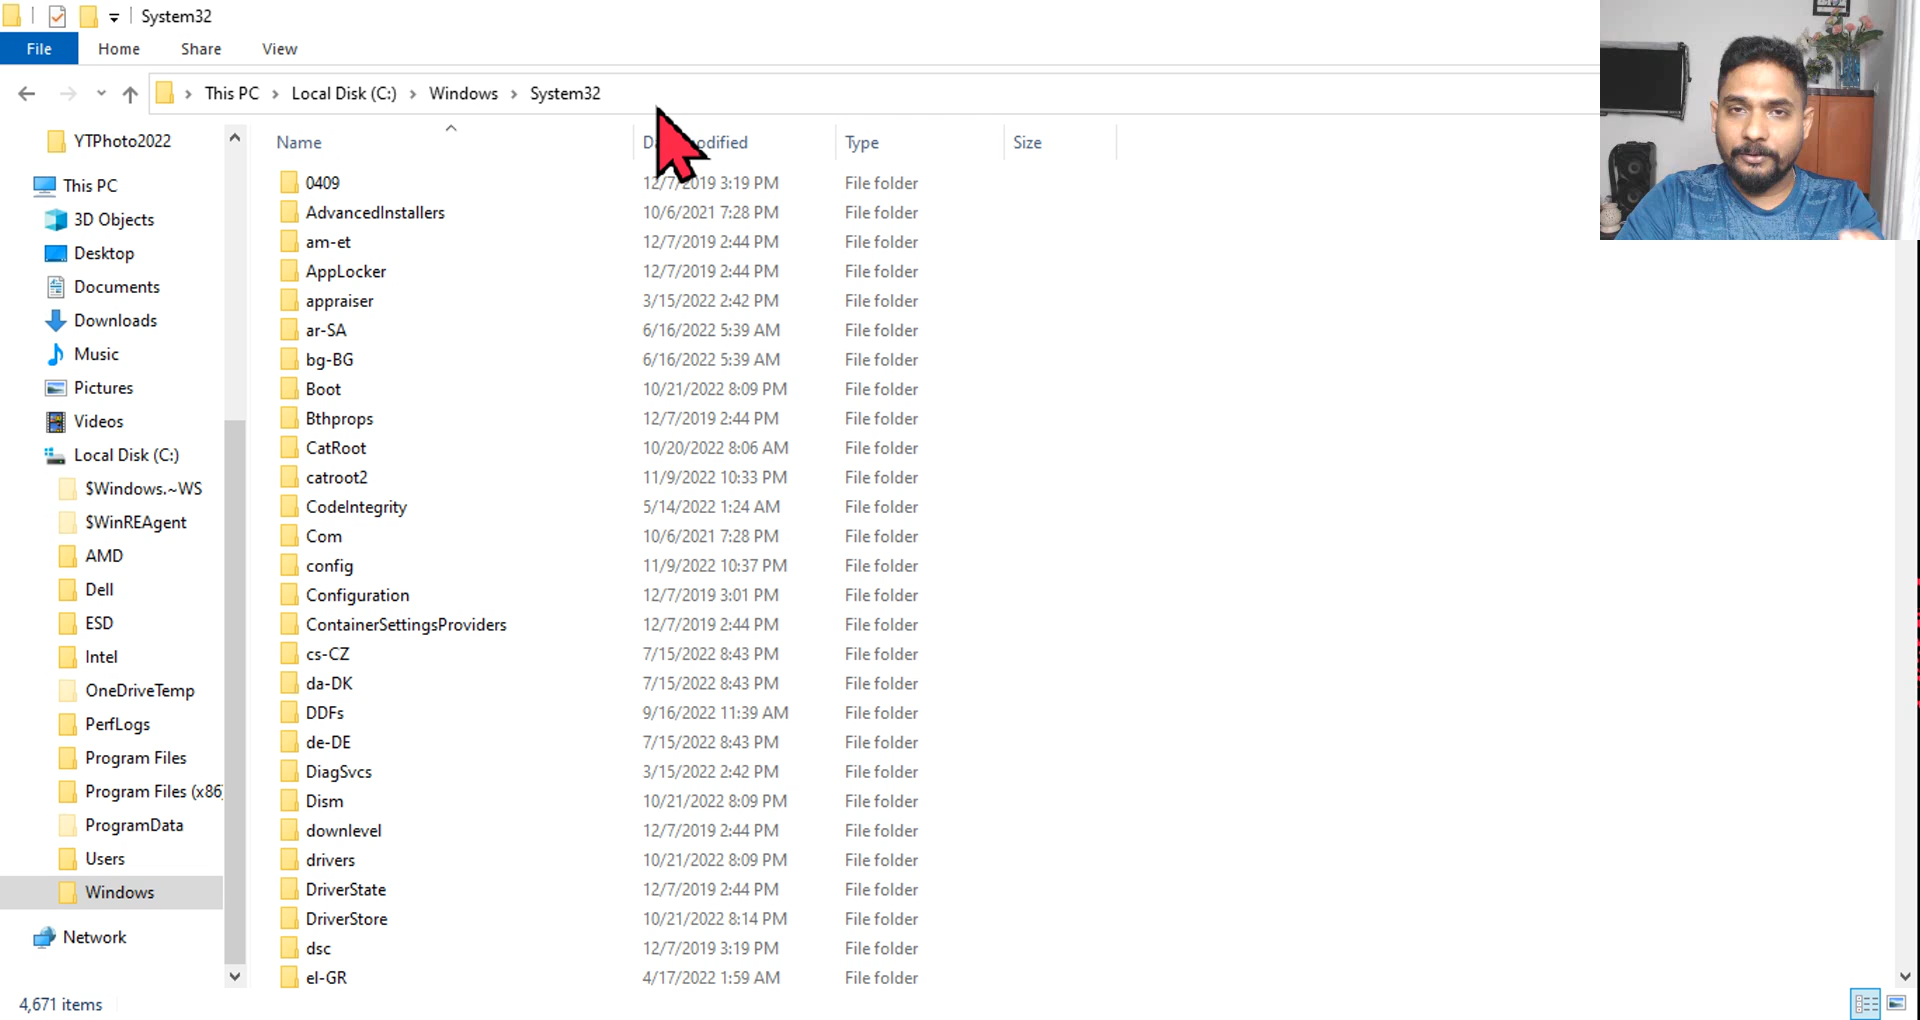 System32
File Home Share View
This PC Local Disk (C:) Windows System32
YTPhoto2022
This PC
3D Objects
Desktop
Documents
Downloads
Music
Pictures
Videos
Local Disk (C:)
$Windows.~WS
$WinREAgent
AMD
Dell
ESD
Intel
OneDriveTemp
PerfLogs
Program Files
Program Files (x86)
ProgramData
Users
Windows
Network
Name Type Size
0409 12/7/2019 3:19 PM File folder
AdvancedInstallers 10/6/2021 7:28 PM File folder
am-et 12/7/2019 2:44 PM File folder
AppLocker 12/7/2019 2:44 PM File folder
appraiser 3/15/2022 2:42 PM File folder
ar-SA 6/16/2022 5:39 AM File folder
bg-BG 6/16/2022 5:39 AM File folder
Boot 10/21/2022 8:09 PM File folder
Bthprops 12/7/2019 2:44 PM File folder
CatRoot 10/20/2022 8:06 AM File folder
catroot2 11/9/2022 10:33 PM File folder
CodeIntegrity 5/14/2022 1:24 AM File folder
Com 10/6/2021 7:28 PM File folder
config 11/9/2022 10:37 PM File folder
Configuration 12/7/2019 3:01 PM File folder
ContainerSettingsProviders 12/7/2019 2:44 PM File folder
cs-CZ 7/15/2022 8:43 PM File folder
da-DK 7/15/2022 8:43 PM File folder
DDFs 9/16/2022 11:39 AM File folder
de-DE 7/15/2022 8:43 PM File folder
DiagSvcs 3/15/2022 2:42 PM File folder
Dism 10/21/2022 8:09 PM File folder
downlevel 12/7/2019 2:44 PM File folder
drivers 10/21/2022 8:09 PM File folder
DriverState 12/7/2019 2:44 PM File folder
DriverStore 10/21/2022 8:14 PM File folder
dsc 12/7/2019 3:19 PM File folder
el-GR 4/17/2022 1:59 AM File folder
4,671 items